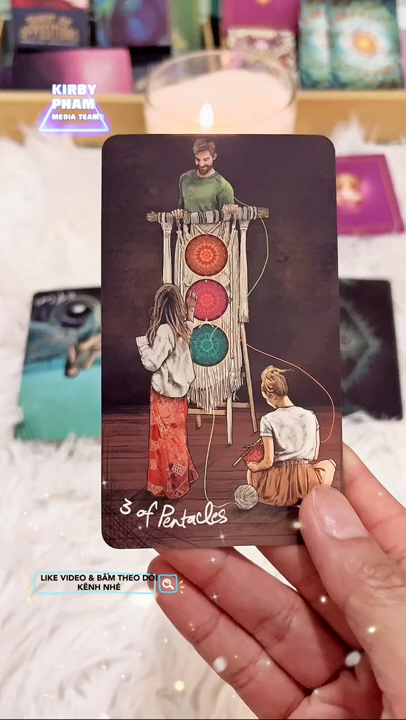 KIRBY
PHAM
MEDIA TEAM
3 of Pentacles
LIKE VIDEO & BẤM THEO DÕI
KÊNH NHÉ